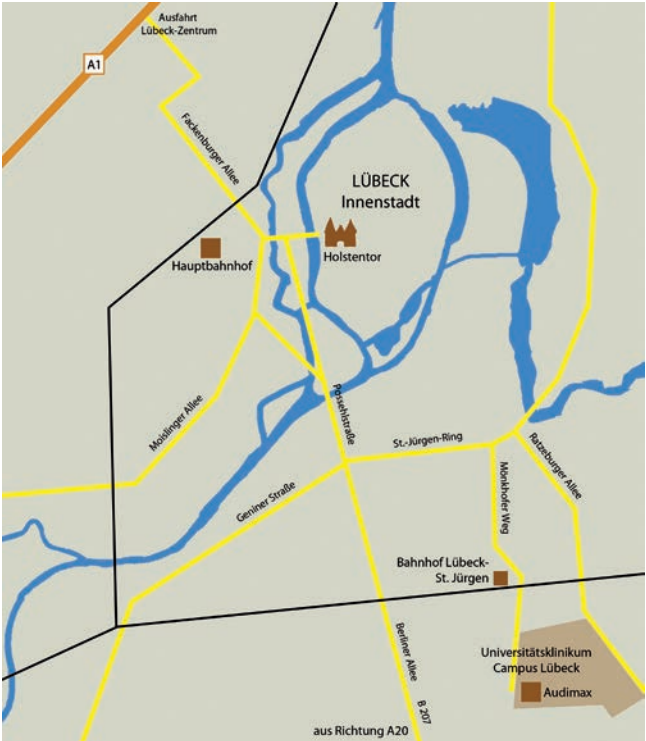 Ausfahrt
Lübeck-Zentrum
A1
Fackenburger Allee
LÜBECK
Innenstadt
Holstentor
Hauptbahnhof
Moislinger Allee
Possehlstraße
St.-Jürgen-Ring
Ratzeburger Allee
Geniner Straße
Mönkhofer Weg
Bahnhof Lübeck-
St. Jürgen
Berliner Allee
Universitätsklinikum
Campus Lübeck
Audimax
B 207
aus Richtung A20